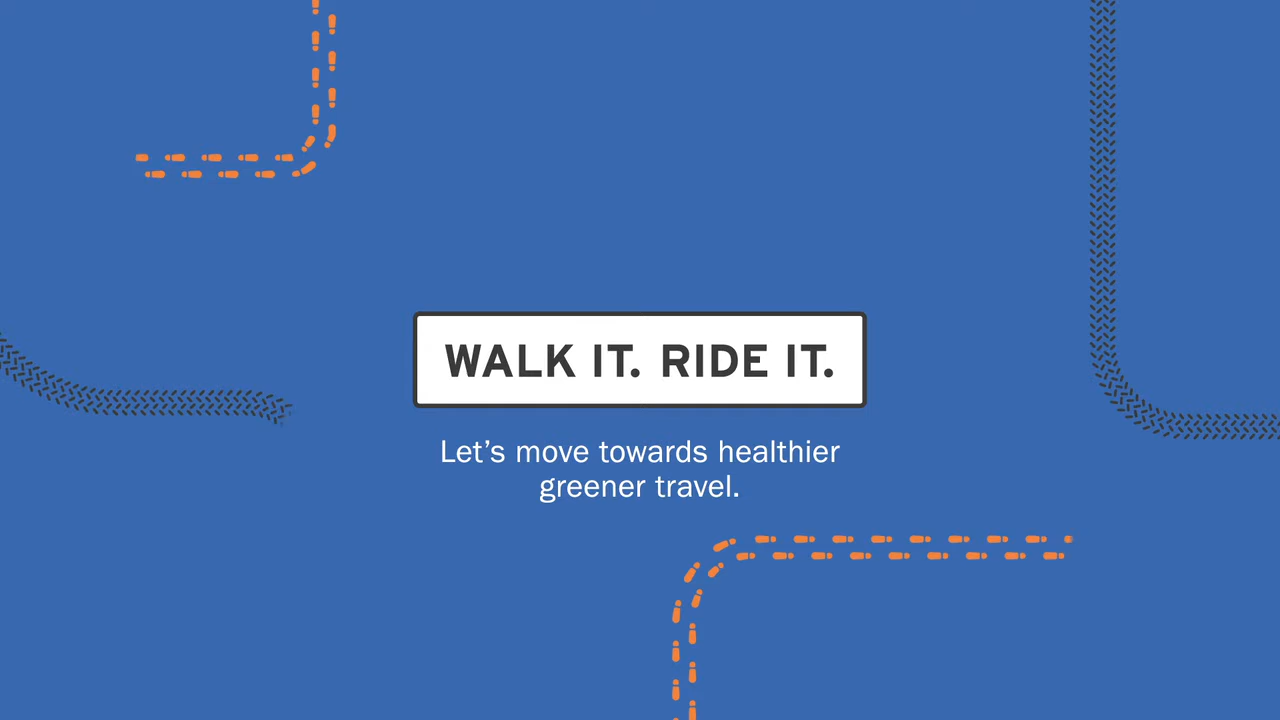 WALK IT. RIDE IT.
Let’s move towards healthier
greener travel.